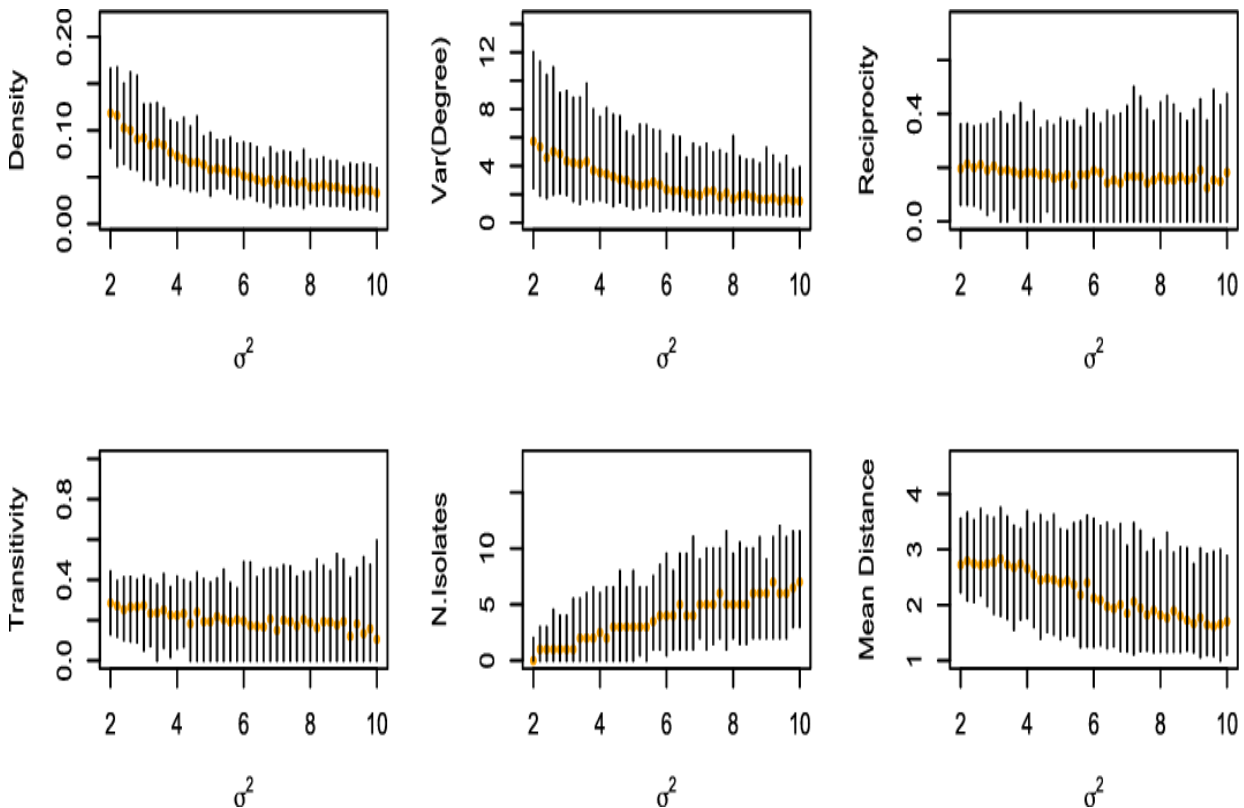 Density
0.20
0.10
0.00
2 4 6 8 10
σ²
Var(Degree)
12
8
4
0
2 4 6 8 10
σ²
Reciprocity
0.4
0.0
2 4 6 8 10
σ²
Transitivity
0.8
0.4
0.0
2 4 6 8 10
σ²
N.Isolates
10
5
0
2 4 6 8 10
σ²
Mean Distance
4
3
2
1
2 4 6 8 10
σ²